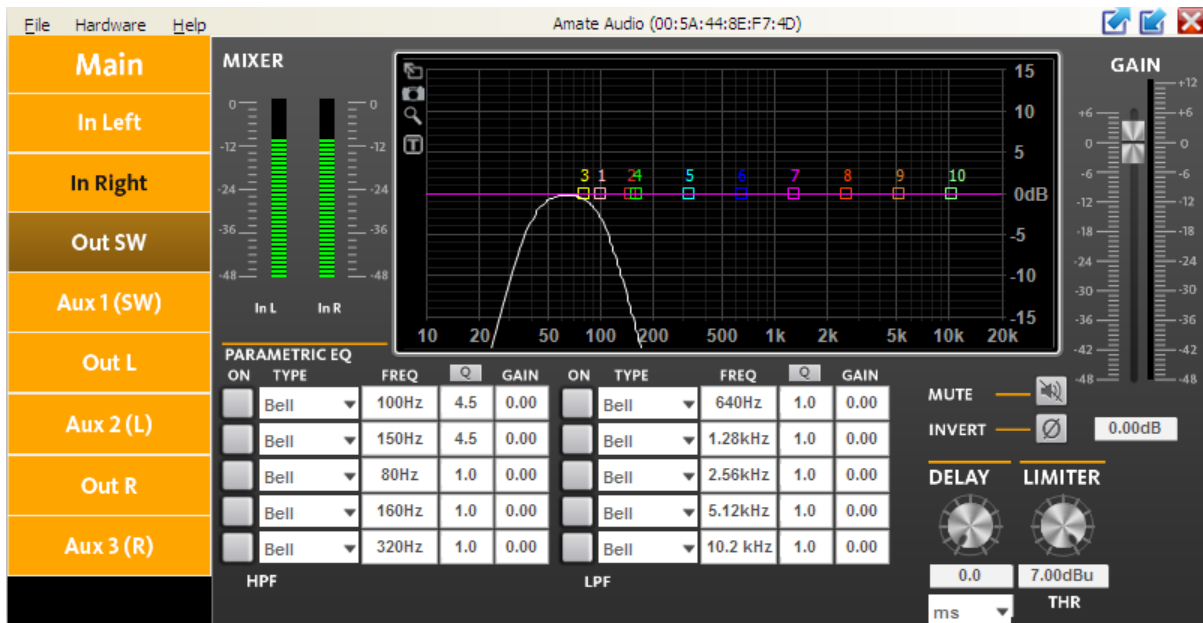 File Hardware Help Amate Audio (00:5A:44:8E:F7:4D)
Main
In Left
In Right
Out SW
Aux 1 (SW)
Out L
Aux 2 (L)
Out R
Aux 3 (R)
MIXER
0 0
-12 -12
-24 -24
-36 -36
-48 -48
In L In R
T
3 1 2 4 5 6 7 8 9 10
15
10
5
0dB
-5
-10
-15
10 20 50 100 200 500 1k 2k 5k 10k 20k
GAIN
+12
+6 +6
0 0
-6 -6
-12 -12
-18 -18
-24 -24
-30 -30
-36 -36
-42 -42
-48 -48
PARAMETRIC EQ
ON TYPE FREQ Q GAIN ON TYPE FREQ Q GAIN
Bell 100Hz 4.5 0.00 Bell 640Hz 1.0 0.00
Bell 150Hz 4.5 0.00 Bell 1.28kHz 1.0 0.00
Bell 80Hz 1.0 0.00 Bell 2.56kHz 1.0 0.00
Bell 160Hz 1.0 0.00 Bell 5.12kHz 1.0 0.00
Bell 320Hz 1.0 0.00 Bell 10.2 kHz 1.0 0.00
HPF LPF
MUTE
INVERT Ø 0.00dB
DELAY LIMITER
0.0 7.00dBu
ms THR